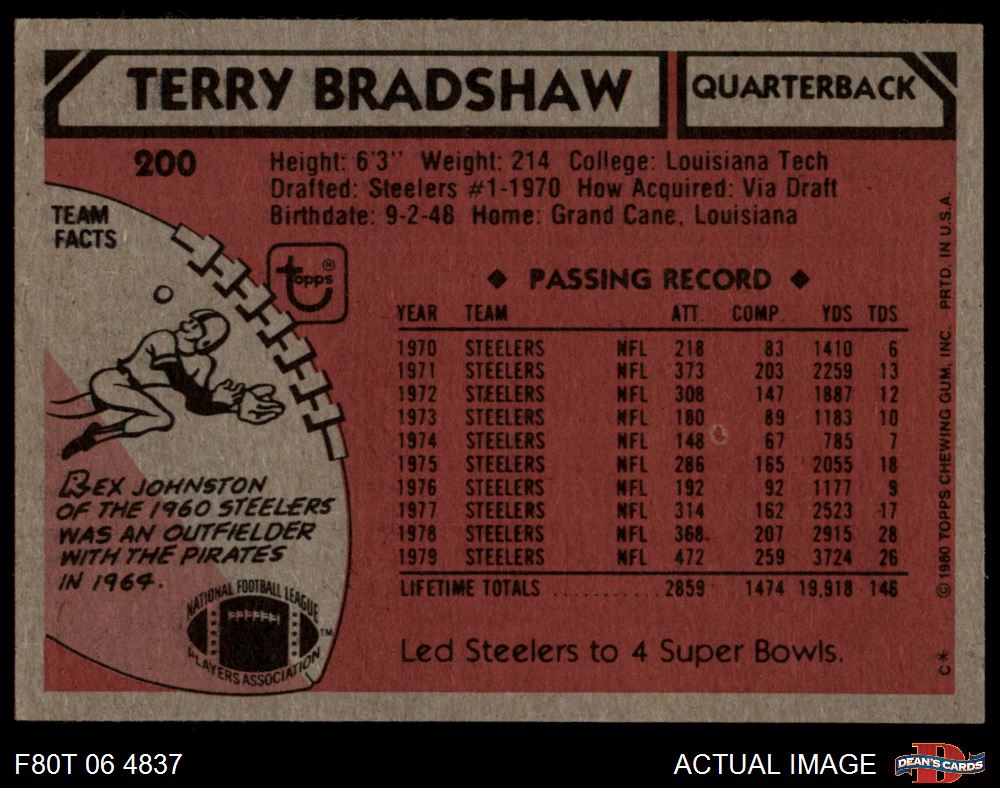 TERRY BRADSHAW
QUARTERBACK
200
Height: 6'3" Weight: 214 College: Louisiana Tech
Drafted: Steelers #1-1970 How Acquired: Via Draft
Birthdate: 9-2-48 Home: Grand Cane, Louisiana
TEAM
FACTS
topps®
◆ PASSING RECORD ◆
YEAR TEAM ATT. COMP. YDS TDS
1970 STEELERS NFL 218 83 1410 6
1971 STEELERS NFL 373 203 2259 13
1972 STEELERS NFL 308 147 1887 12
1973 STEELERS NFL 180 89 1183 10
1974 STEELERS NFL 148 67 785 7
1975 STEELERS NFL 286 165 2055 18
1976 STEELERS NFL 192 92 1177 9
1977 STEELERS NFL 314 162 2523 17
1978 STEELERS NFL 368 207 2915 28
1979 STEELERS NFL 472 259 3724 26
LIFETIME TOTALS ........... 2859 1474 19,918 146
Led Steelers to 4 Super Bowls.
REX JOHNSTON
OF THE 1960 STEELERS
WAS AN OUTFIELDER
WITH THE PIRATES
IN 1964.
NATIONAL FOOTBALL LEAGUE
PLAYERS ASSOCIATION
TM
C* © 1980 TOPPS CHEWING GUM, INC. PRTD. IN U.S.A.
F80T 06 4837
ACTUAL IMAGE
DEAN'S CARDS